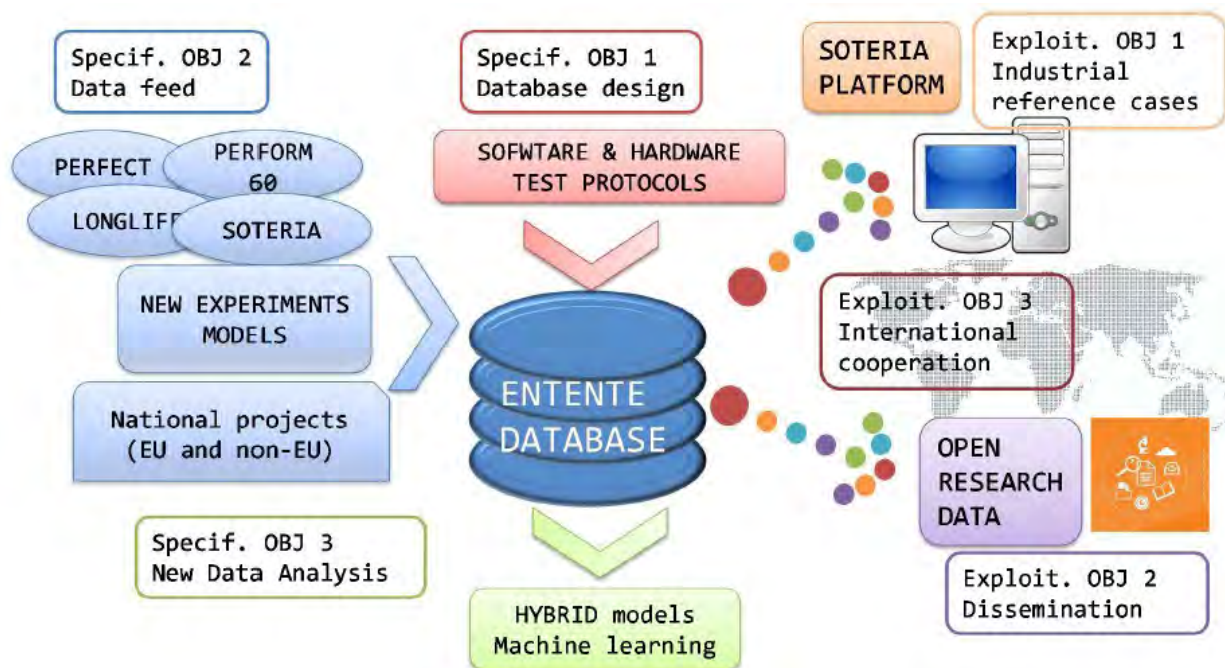 Specif. OBJ 2
Data feed
PERFECT
PERFORM
60
LONGLIFE
SOTERIA
NEW EXPERIMENTS
MODELS
National projects
(EU and non-EU)
Specif. OBJ 3
New Data Analysis
Specif. OBJ 1
Database design
SOFWTARE & HARDWARE
TEST PROTOCOLS
ENTENTE
DATABASE
HYBRID models
Machine learning
SOTERIA
PLATFORM
Exploit. OBJ 1
Industrial
reference cases
Exploit. OBJ 3
International
cooperation
OPEN
RESEARCH
DATA
Exploit. OBJ 2
Dissemination